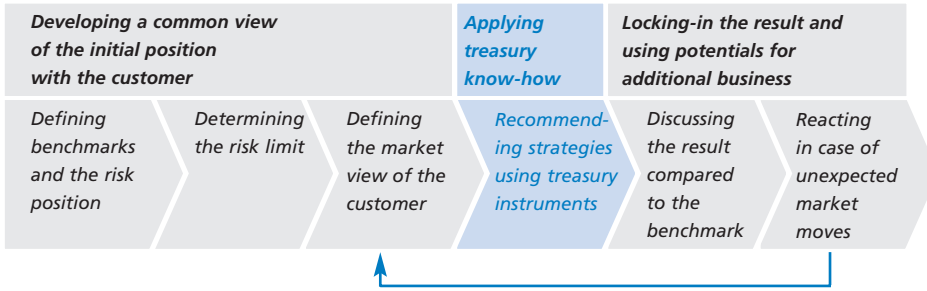 Developing a common view
of the initial position
with the customer
Applying
treasury
know-how
Locking-in the result and
using potentials for
additional business
Defining
benchmarks
and the risk
position
Determining
the risk limit
Defining
the market
view of the
customer
Recommend-
ing strategies
using treasury
instruments
Discussing
the result
compared
to the
benchmark
Reacting
in case of
unexpected
market
moves